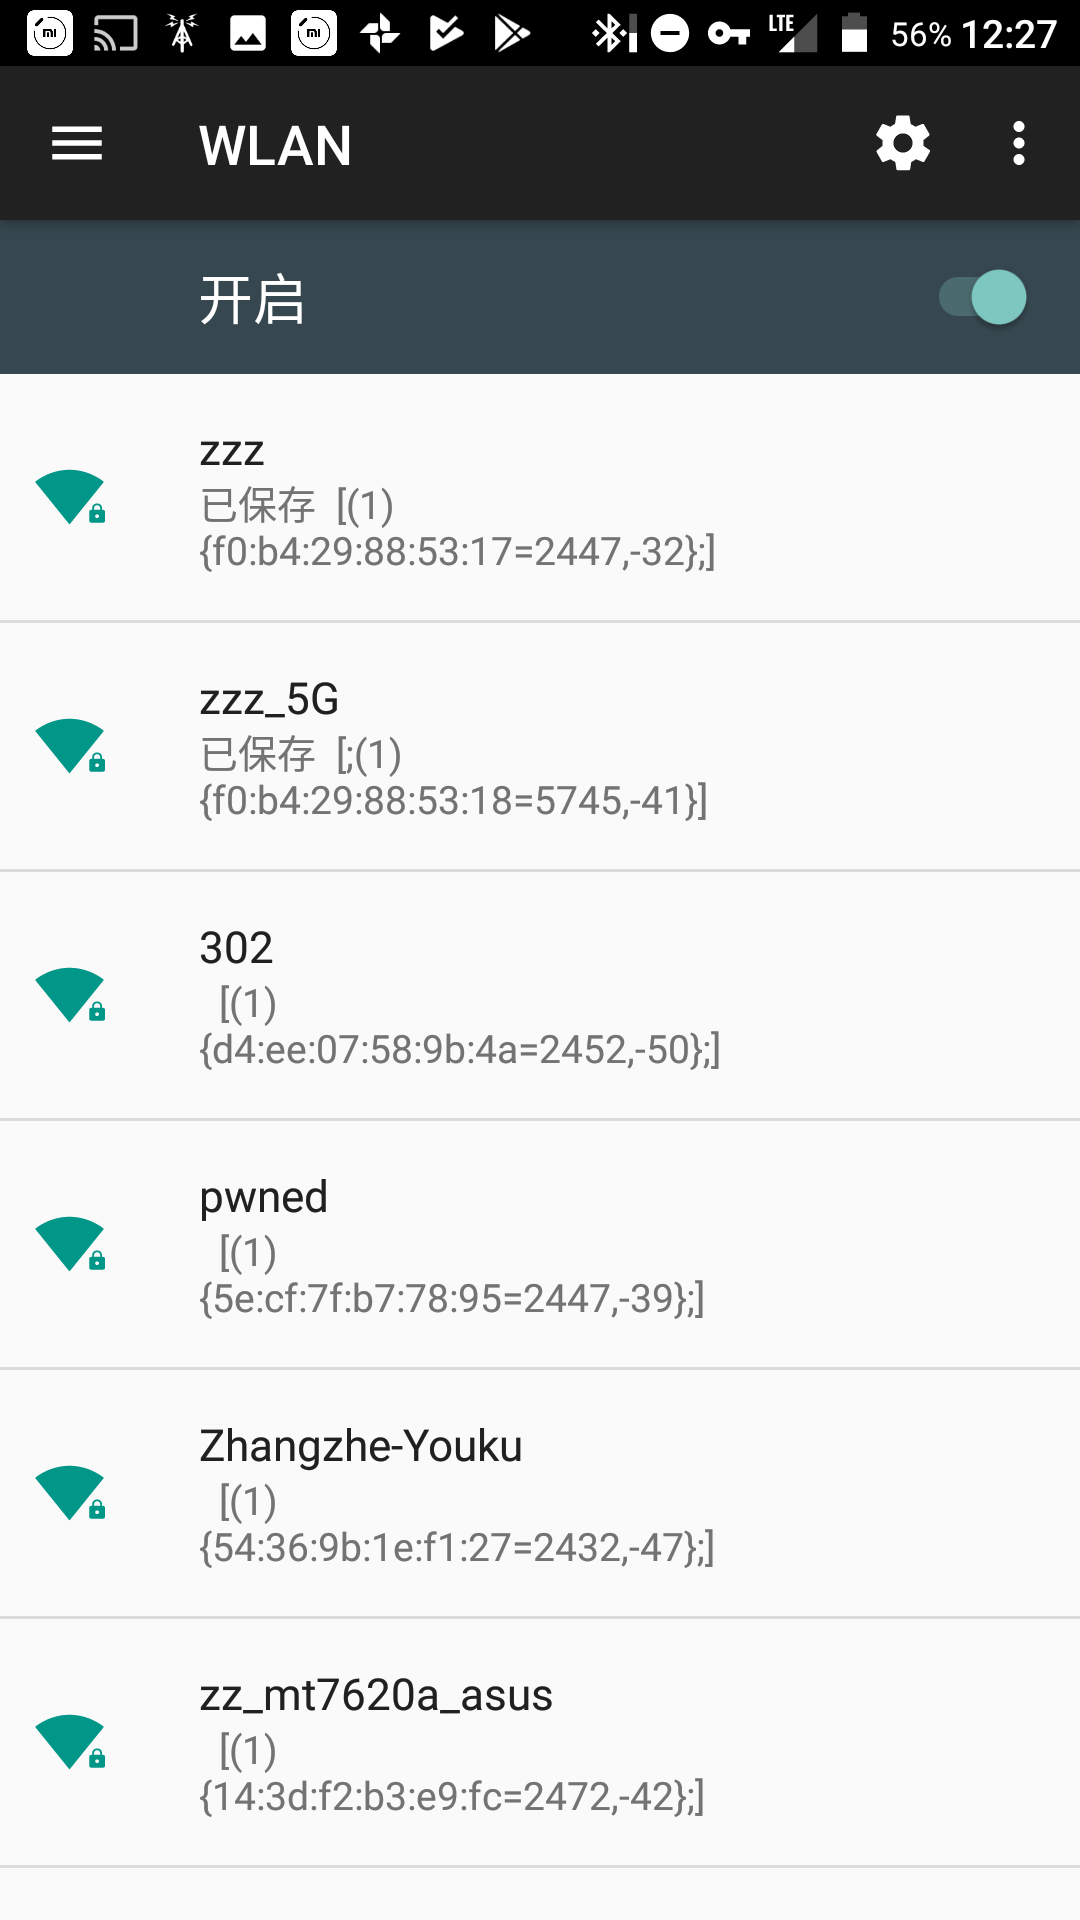 LTE 56% 12:27
WLAN
开启
zzz
已保存 [(1)
{f0:b4:29:88:53:17=2447,-32};]
zzz_5G
已保存 [;(1)
{f0:b4:29:88:53:18=5745,-41}]
302
[(1)
{d4:ee:07:58:9b:4a=2452,-50};]
pwned
[(1)
{5e:cf:7f:b7:78:95=2447,-39};]
Zhangzhe-Youku
[(1)
{54:36:9b:1e:f1:27=2432,-47};]
zz_mt7620a_asus
[(1)
{14:3d:f2:b3:e9:fc=2472,-42};]